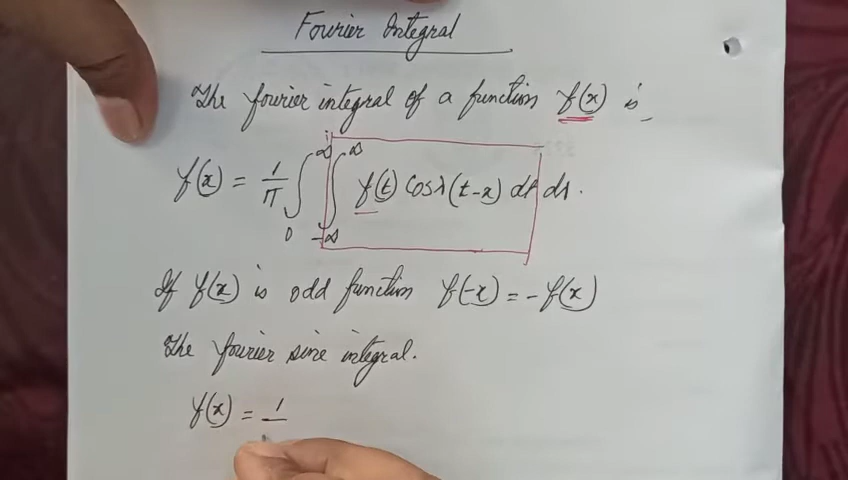 Fourier Integral
The fourier integral of a function f(x) is
f(x) = 1/π ∫₀^∞ ∫_{-∞}^∞ f(t) Cosλ(t-x) dt dλ.
If f(x) is odd function f(-x) = -f(x)
The fourier sine integral.
f(x) = 1